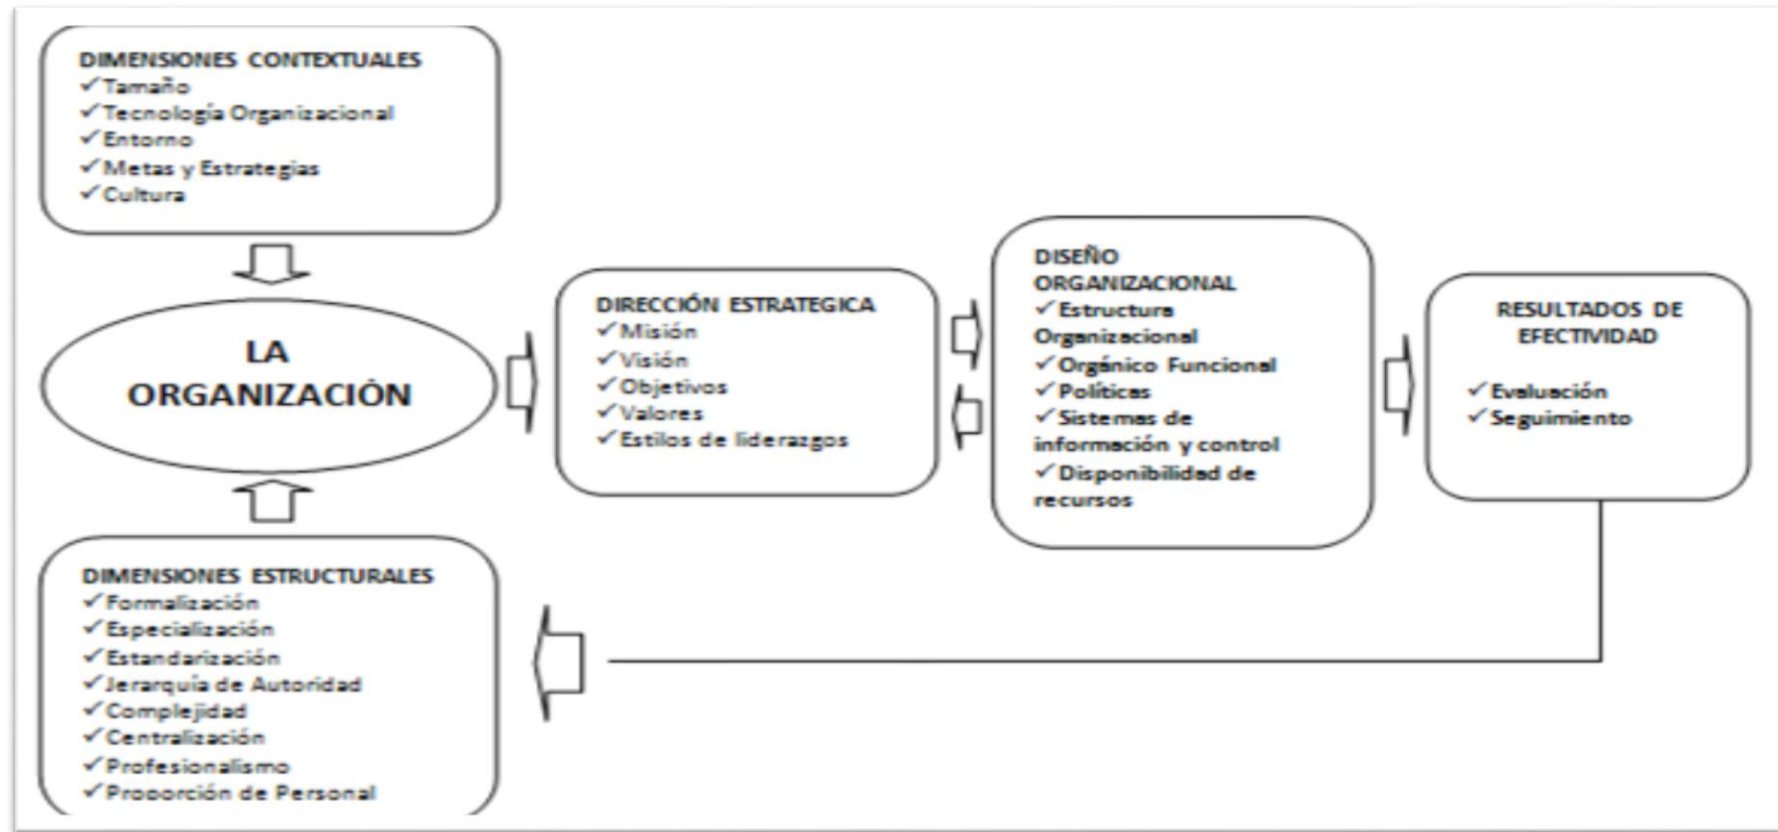 DIMENSIONES CONTEXTUALES
✓Tamaño
✓Tecnología Organizacional
✓Entorno
✓Metas y Estrategias
✓Cultura
LA
ORGANIZACIÓN
DIMENSIONES ESTRUCTURALES
✓Formalización
✓Especialización
✓Estandarización
✓Jerarquía de Autoridad
✓Complejidad
✓Centralización
✓Profesionalismo
✓Proporción de Personal
DIRECCIÓN ESTRATEGICA
✓Misión
✓Visión
✓Objetivos
✓Valores
✓Estilos de liderazgos
DISEÑO
ORGANIZACIONAL
✓Estructura
Organizacional
✓Orgánico Funcional
✓Políticas
✓Sistemas de
información y control
✓Disponibilidad de
recursos
RESULTADOS DE
EFECTIVIDAD
✓Evaluación
✓Seguimiento